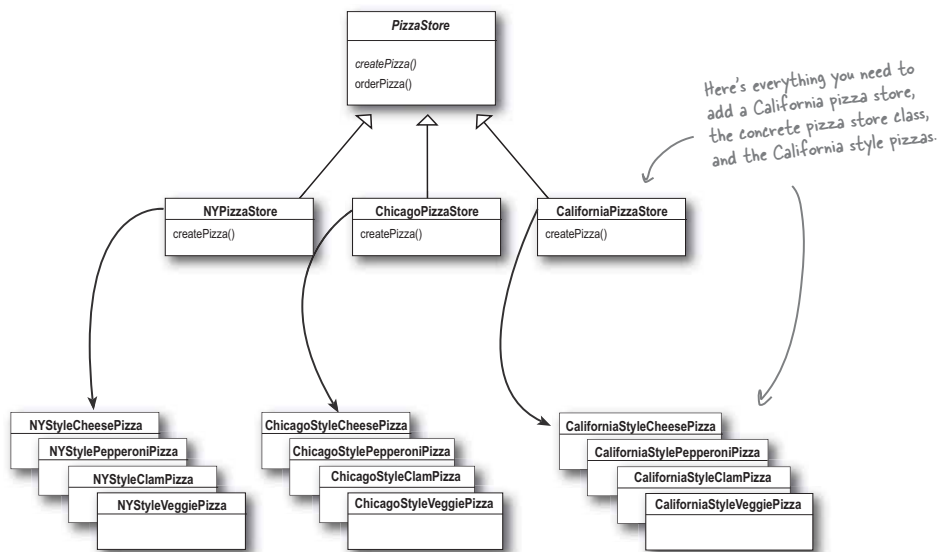 PizzaStore
createPizza()
orderPizza()
Here's everything you need to
add a California pizza store,
the concrete pizza store class,
and the California style pizzas.
NYPizzaStore
createPizza()
ChicagoPizzaStore
createPizza()
CaliforniaPizzaStore
createPizza()
NYStyleCheesePizza
NYStylePepperoniPizza
NYStyleClamPizza
NYStyleVeggiePizza
ChicagoStyleCheesePizza
ChicagoStylePepperoniPizza
ChicagoStyleClamPizza
ChicagoStyleVeggiePizza
CaliforniaStyleCheesePizza
CaliforniaStylePepperoniPizza
CaliforniaStyleClamPizza
CaliforniaStyleVeggiePizza